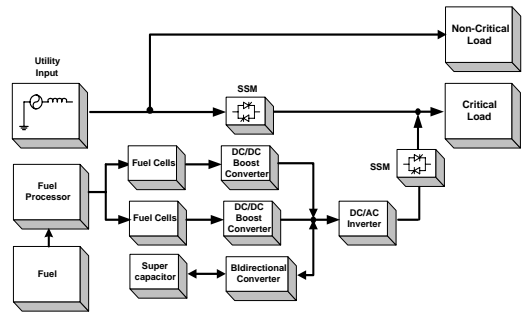 Non-Critical
Load
Utility
Input
SSM
Critical
Load
SSM
Fuel
Processor
Fuel Cells
DC/DC
Boost
Converter
Fuel Cells
DC/DC
Boost
Converter
DC/AC
Inverter
Fuel
Super
capacitor
BIdirectional
Converter